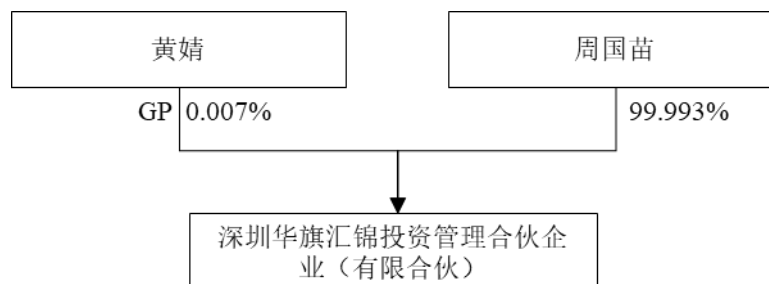 黄婧
周国苗
GP 0.007%
99.993%
深圳华旗汇锦投资管理合伙企
业（有限合伙）